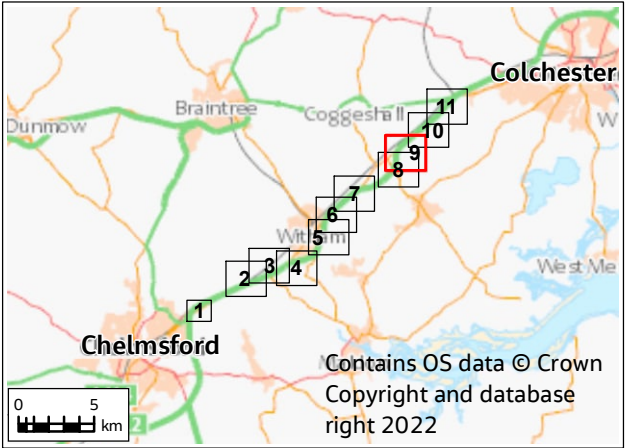 Colchester
Braintree
Coggeshall
Dunmow
11
10
9
8
7
6
Witham
5
3
4
2
West Me
1
Chelmsford
Contains OS data © Crown
Copyright and database
right 2022
0 5
km